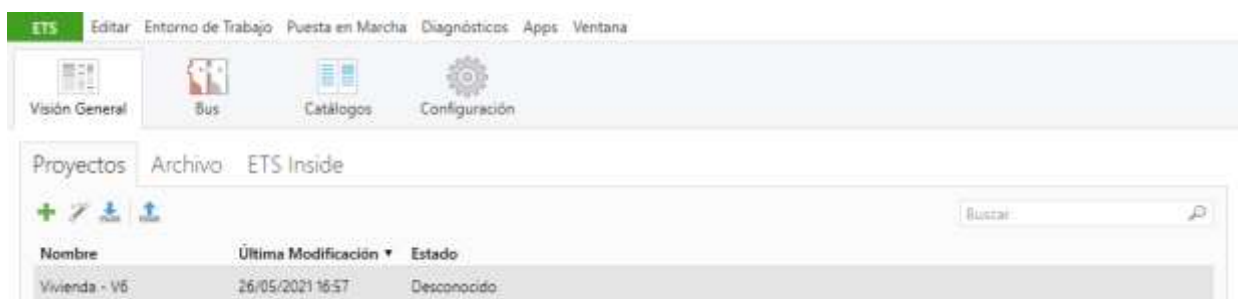 ETS Editar Entorno de Trabajo Puesta en Marcha Diagnósticos Apps Ventana
Visión General Bus Catálogos Configuración
Proyectos Archivo ETS Inside
Buscar
Nombre Última Modificación ▼ Estado
Vivienda - V6 26/05/2021 16:57 Desconocido